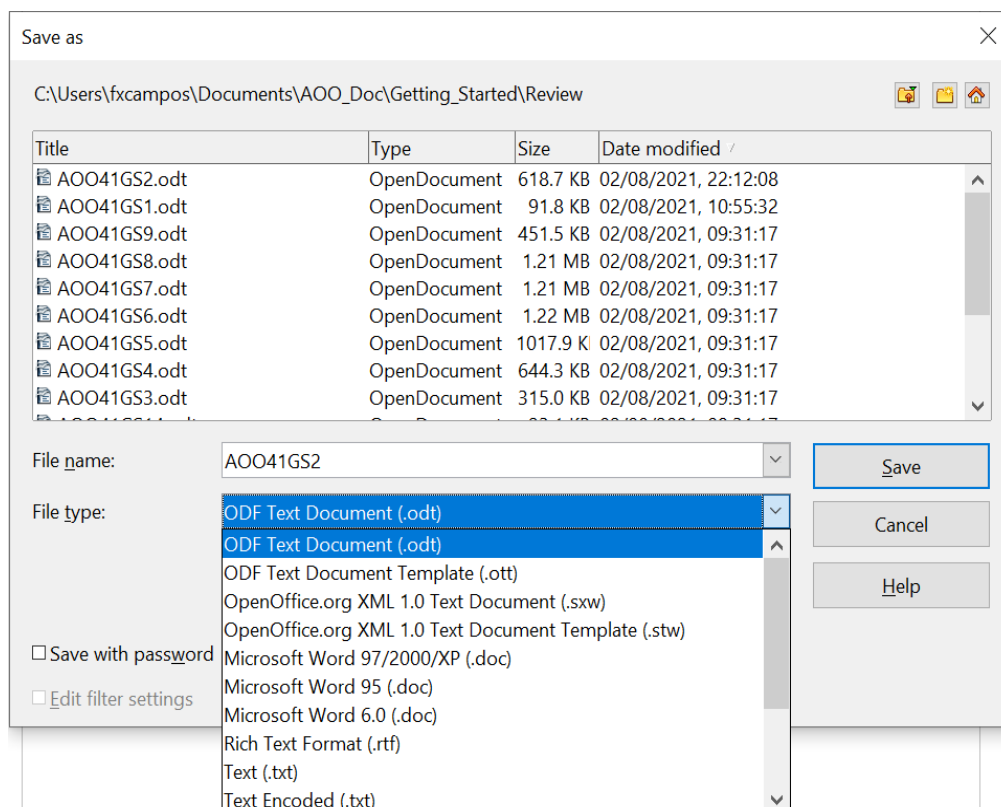 Save as
C:\Users\fxcampos\Documents\AOO_Doc\Getting_Started\Review
Title Type Size Date modified
AOO41GS2.odt OpenDocument 618.7 KB 02/08/2021, 22:12:08
AOO41GS1.odt OpenDocument 91.8 KB 02/08/2021, 10:55:32
AOO41GS9.odt OpenDocument 451.5 KB 02/08/2021, 09:31:17
AOO41GS8.odt OpenDocument 1.21 MB 02/08/2021, 09:31:17
AOO41GS7.odt OpenDocument 1.21 MB 02/08/2021, 09:31:17
AOO41GS6.odt OpenDocument 1.22 MB 02/08/2021, 09:31:17
AOO41GS5.odt OpenDocument 1017.9 K 02/08/2021, 09:31:17
AOO41GS4.odt OpenDocument 644.3 KB 02/08/2021, 09:31:17
AOO41GS3.odt OpenDocument 315.0 KB 02/08/2021, 09:31:17
File name: AOO41GS2 Save
File type: ODF Text Document (.odt) Cancel
ODF Text Document (.odt)
ODF Text Document Template (.ott) Help
OpenOffice.org XML 1.0 Text Document (.sxw)
OpenOffice.org XML 1.0 Text Document Template (.stw)
Save with password Microsoft Word 97/2000/XP (.doc)
Microsoft Word 95 (.doc)
Edit filter settings Microsoft Word 6.0 (.doc)
Rich Text Format (.rtf)
Text (.txt)
Text Encoded (.txt)